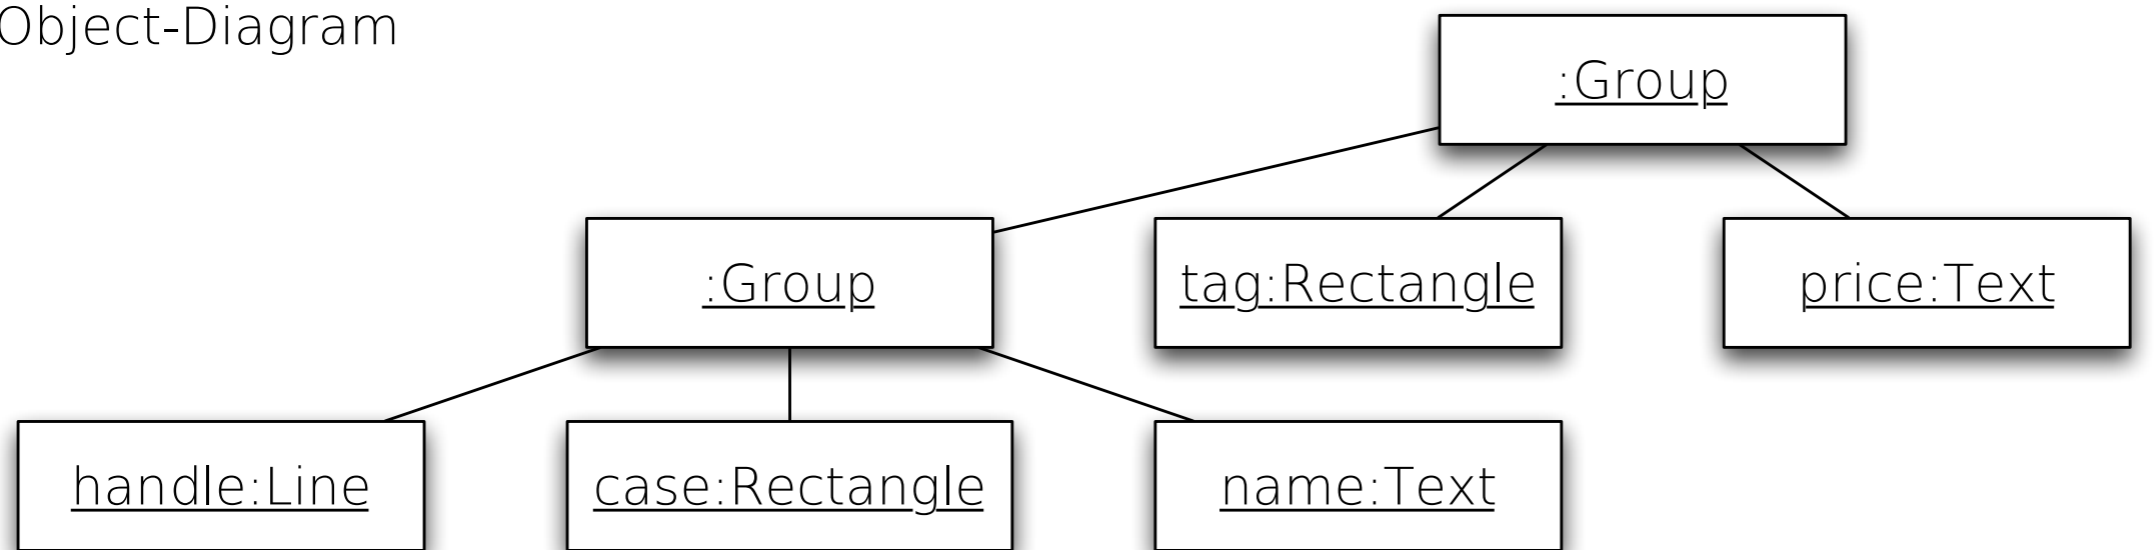 Object-Diagram
:Group
:Group
tag:Rectangle
price:Text
handle:Line
case:Rectangle
name:Text